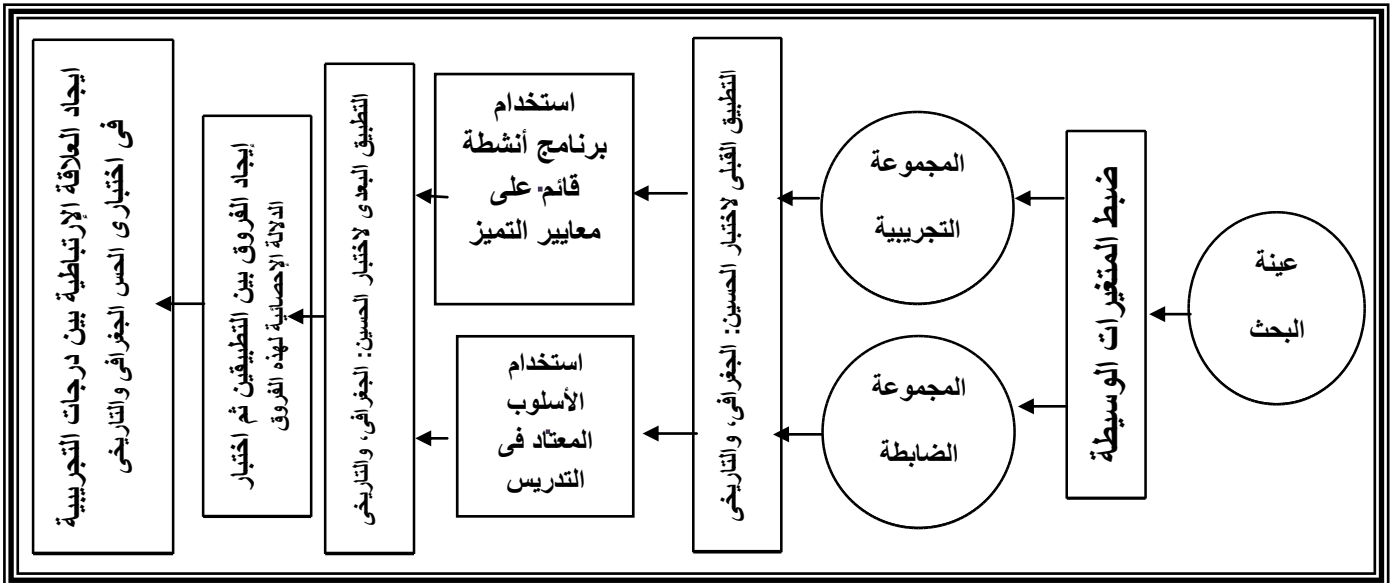 عينة
البحث
ضبط المتغيرات الوسيطة
المجموعة
التجريبية
المجموعة
الضابطة
التطبيق القبلى لاختبار الحسين: الجغرافى، والتاريخى
استخدام
برنامج أنشطة
قائم على
معايير التميز
استخدام
الأسلوب
المعتاد فى
التدريس
التطبيق البعدى لاختبار الحسين: الجغرافى، والتاريخى
إيجاد الفروق بين التطبيقين ثم اختبار
الدلالة الإحصائية لهذه الفروق
ايجاد العلاقة الإرتباطية بين درجات التجريبية
فى اختبارى الحس الجغرافى والتاريخى